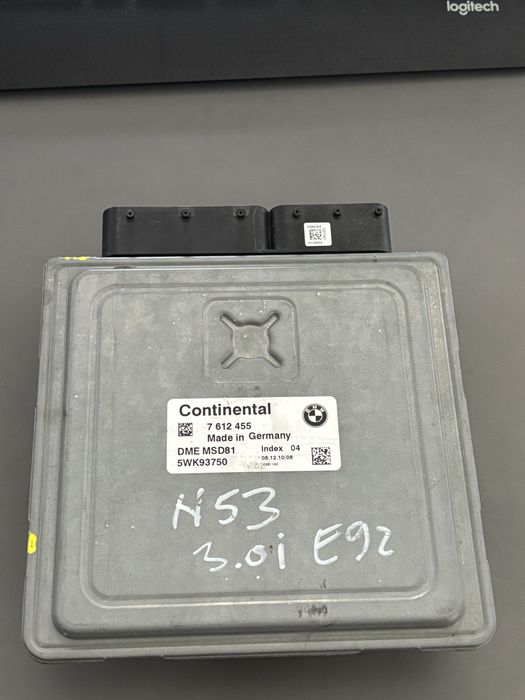 logitech
Continental
7 612 455
Made in Germany
DME MSD81 Index 04
5WK93750 08.12.10:08
N53
3.0i E92